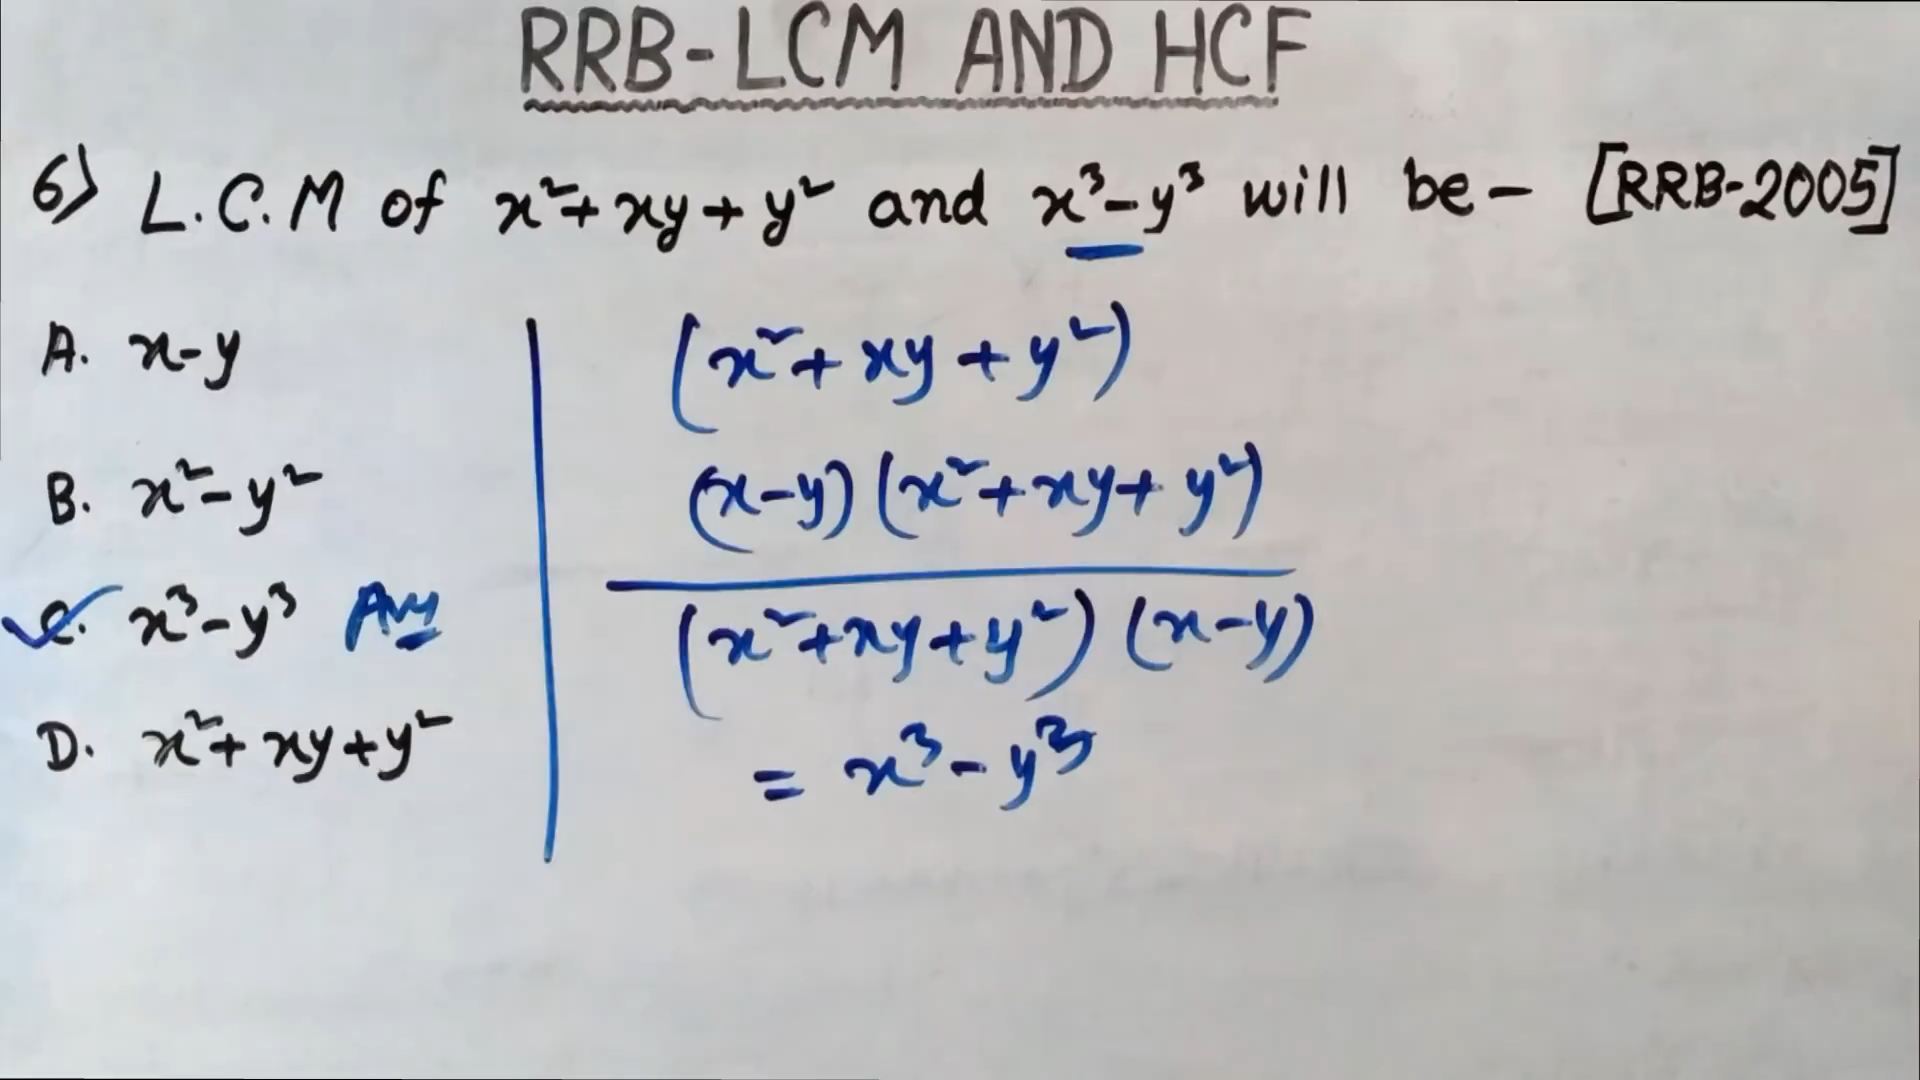 RRB-LCM AND HCF
6) L.C.M of x²+xy+y² and x³-y³ will be- [RRB-2005]
A. x-y
B. x²-y²
C. x³-y³ Ans
D. x²+xy+y²
(x²+xy+y²)
(x-y)(x²+xy+y²)
(x²+xy+y²)(x-y)
= x³-y³